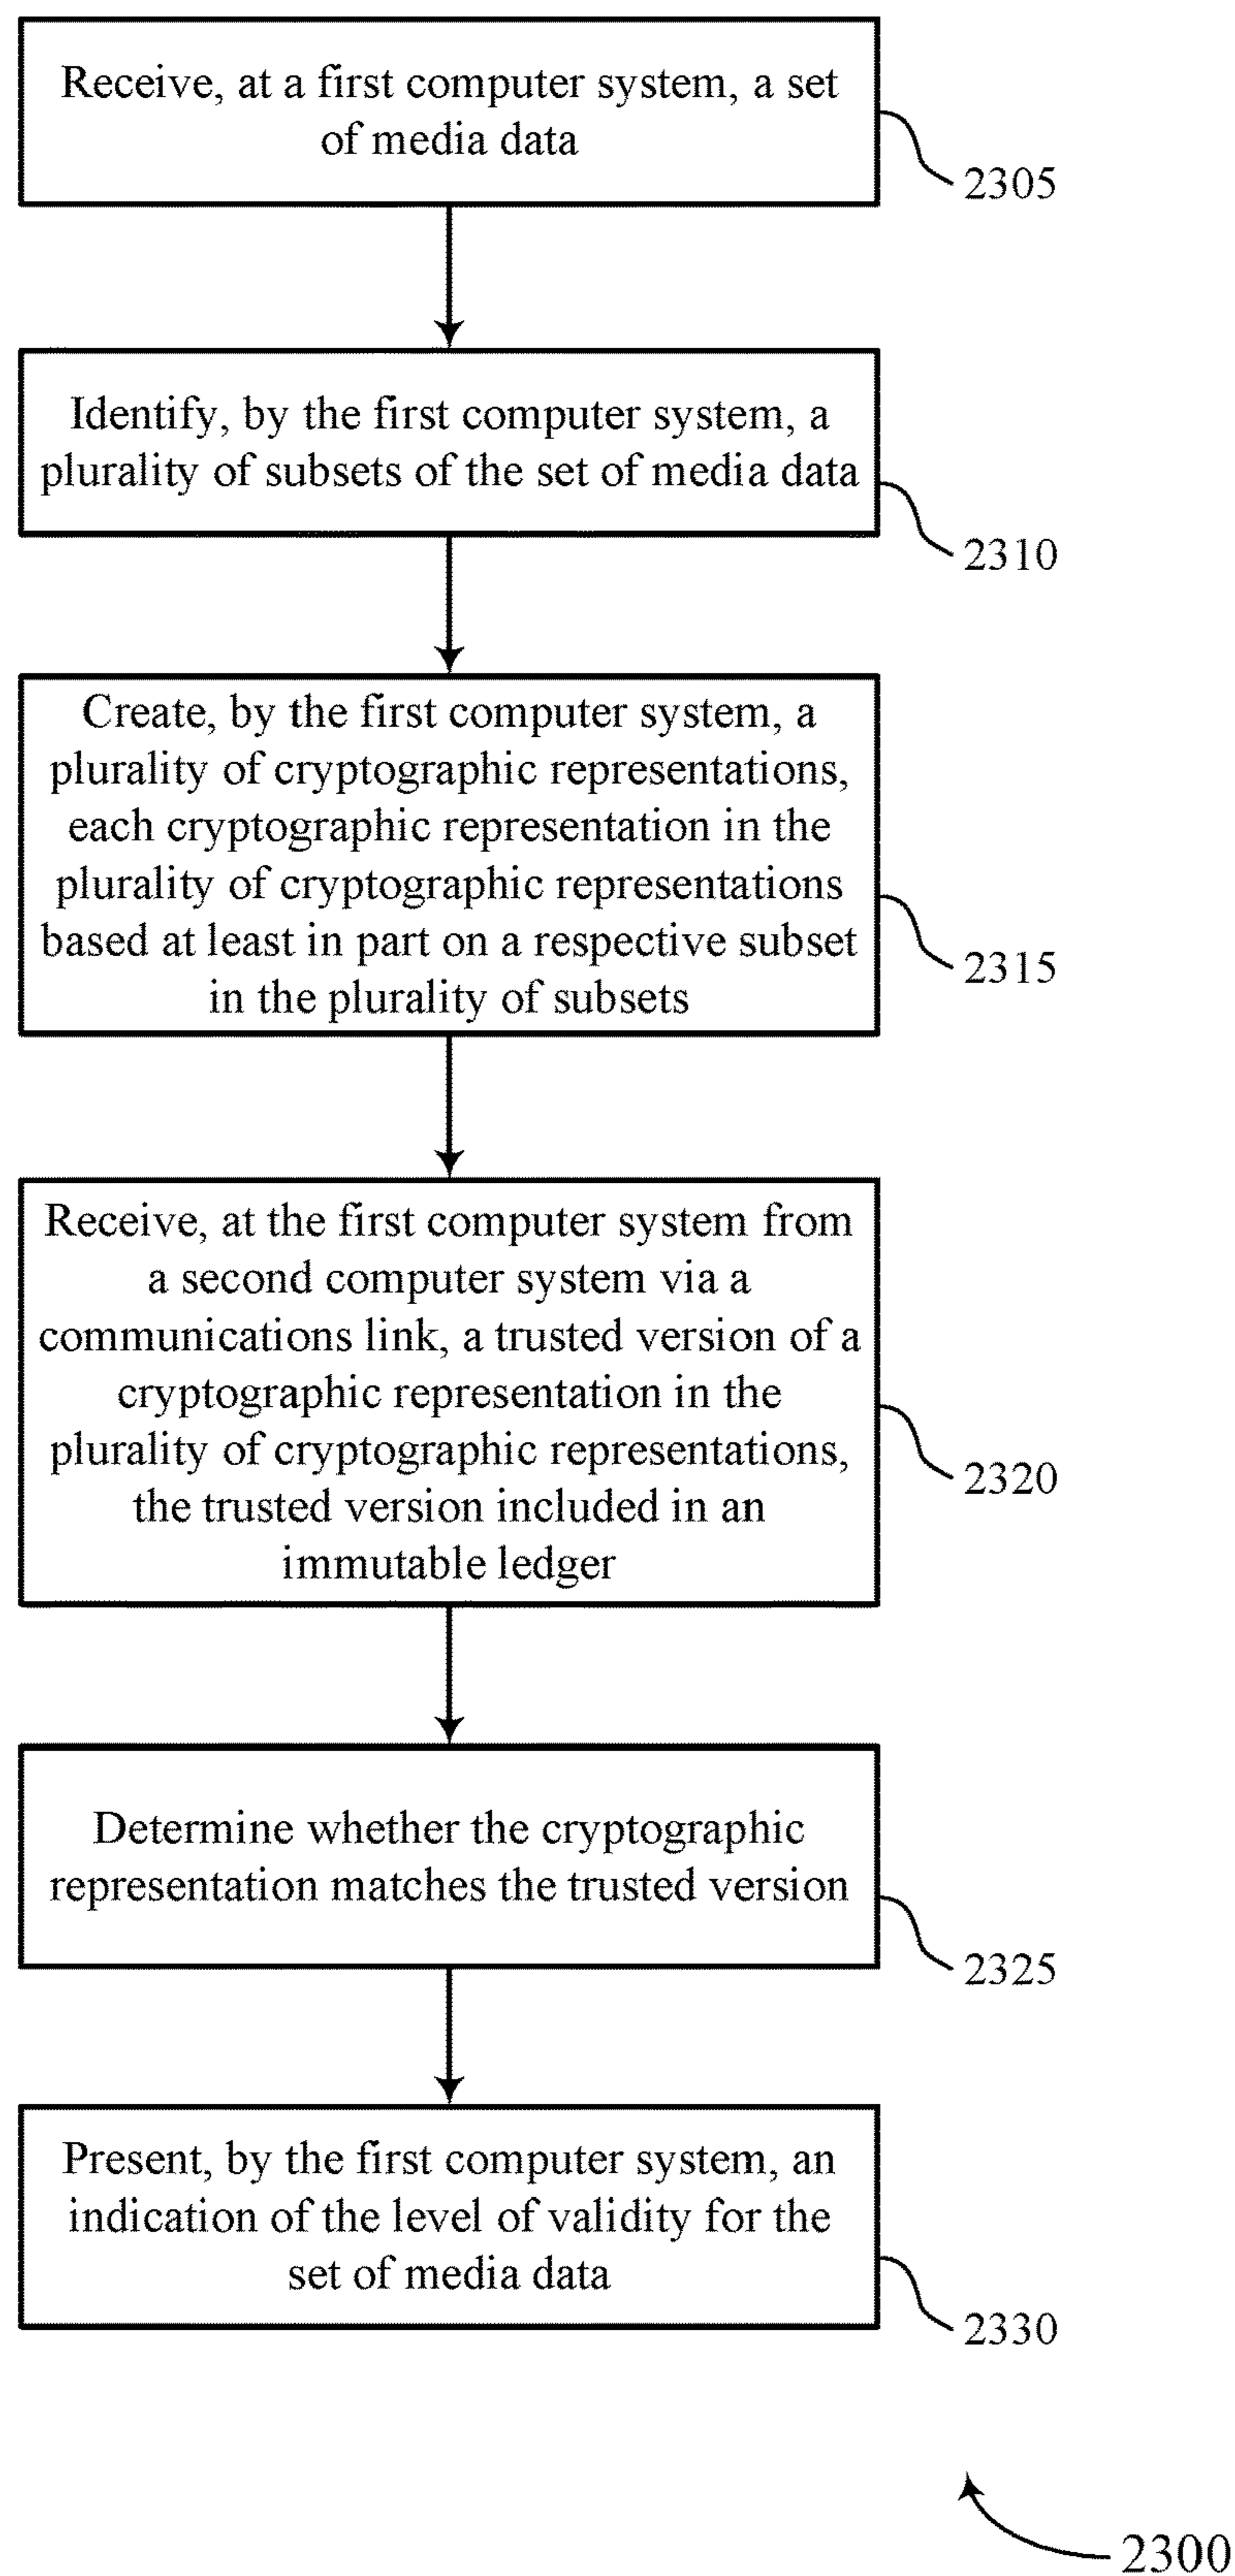 Receive, at a first computer system, a set
of media data
2305
Identify, by the first computer system, a
plurality of subsets of the set of media data
2310
Create, by the first computer system, a
plurality of cryptographic representations,
each cryptographic representation in the
plurality of cryptographic representations
based at least in part on a respective subset
in the plurality of subsets
2315
Receive, at the first computer system from
a second computer system via a
communications link, a trusted version of a
cryptographic representation in the
plurality of cryptographic representations,
the trusted version included in an
immutable ledger
2320
Determine whether the cryptographic
representation matches the trusted version
2325
Present, by the first computer system, an
indication of the level of validity for the
set of media data
2330
2300